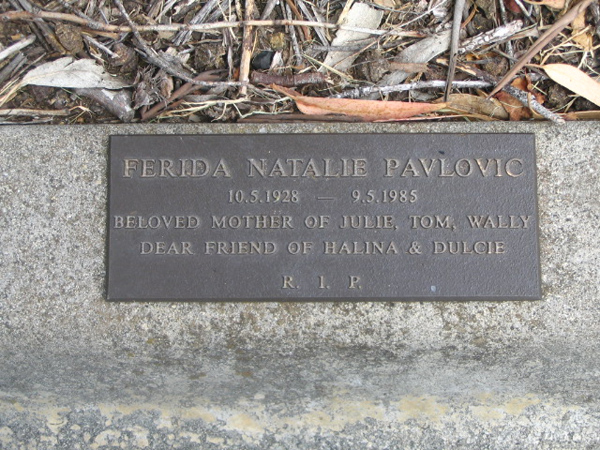 FERIDA NATALIE PAVLOVIC
10.5.1928 — 9.5.1985
BELOVED MOTHER OF JULIE, TOM, WALLY
DEAR FRIEND OF HALINA & DULCIE
R. I. P.